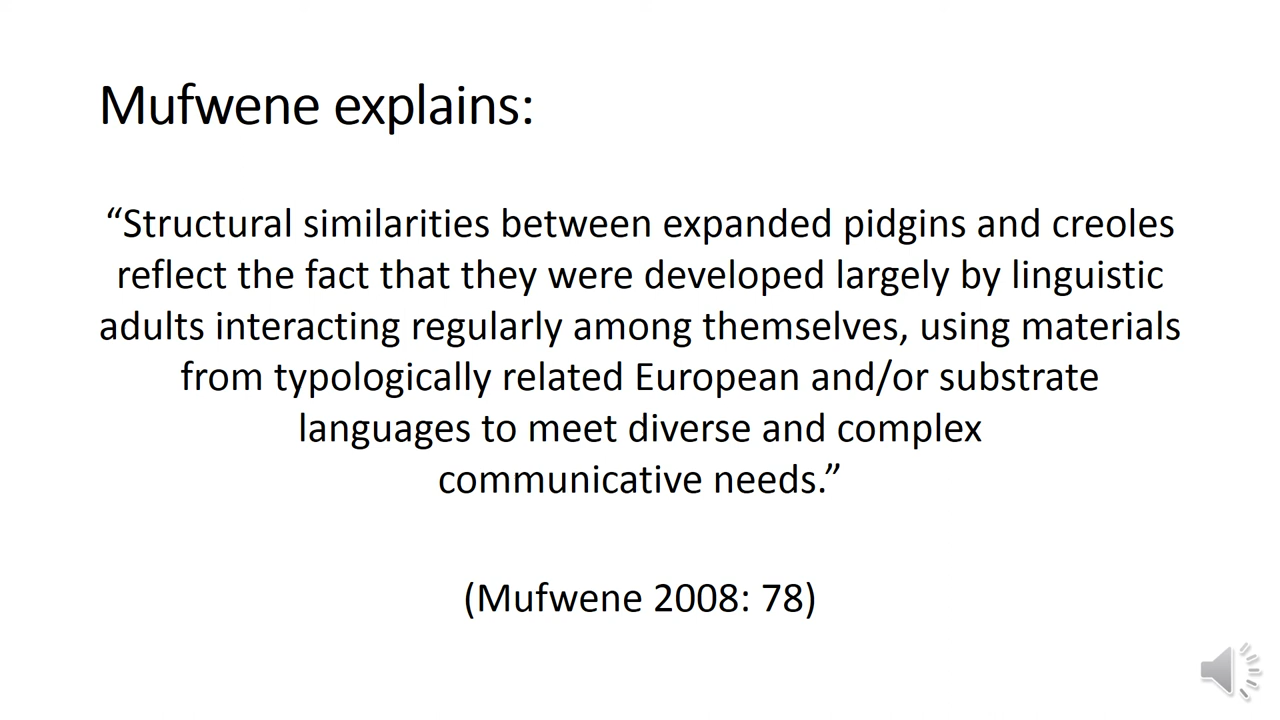 Mufwene explains:
“Structural similarities between expanded pidgins and creoles
reflect the fact that they were developed largely by linguistic
adults interacting regularly among themselves, using materials
from typologically related European and/or substrate
languages to meet diverse and complex
communicative needs.”
(Mufwene 2008: 78)